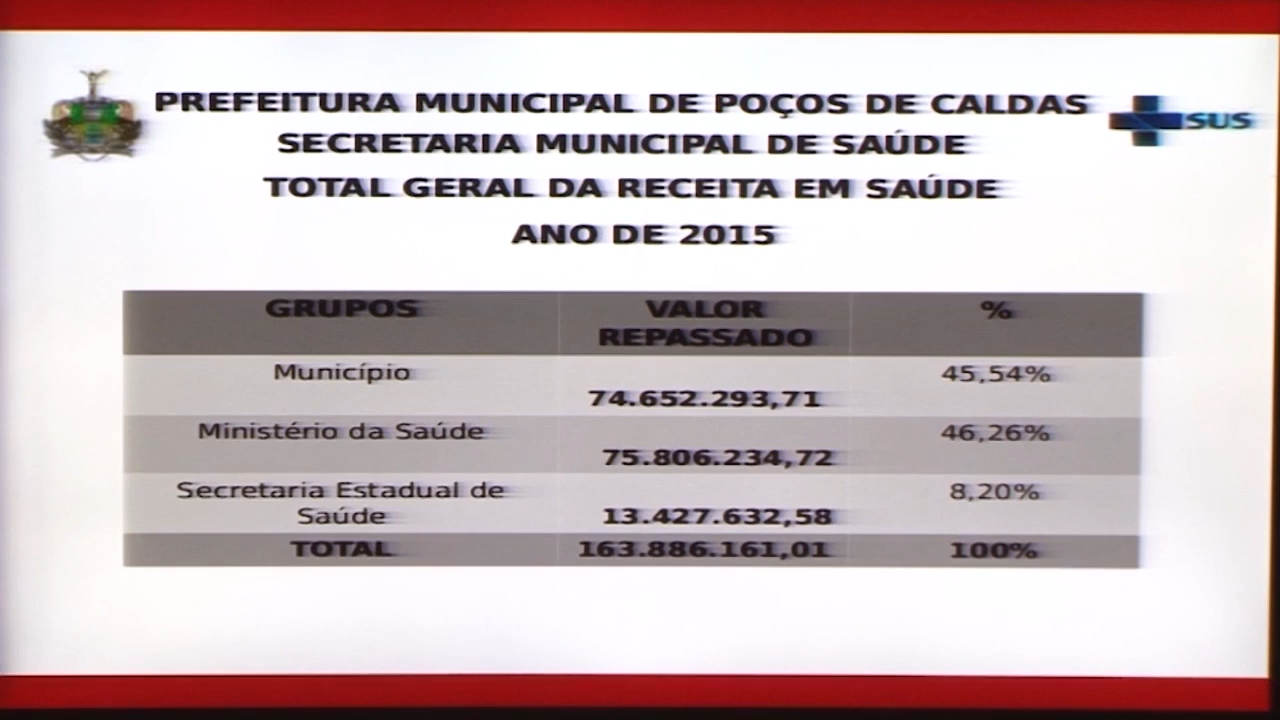 PREFEITURA MUNICIPAL DE POÇOS DE CALDAS
SUS
SECRETARIA MUNICIPAL DE SAÚDE
TOTAL GERAL DA RECEITA EM SAÚDE
ANO DE 2015
GRUPOS VALOR REPASSADO %
Município 74.652.293,71 45,54%
Ministério da Saúde 75.806.234,72 46,26%
Secretaria Estadual de Saúde 13.427.632,58 8,20%
TOTAL 163.886.161,01 100%